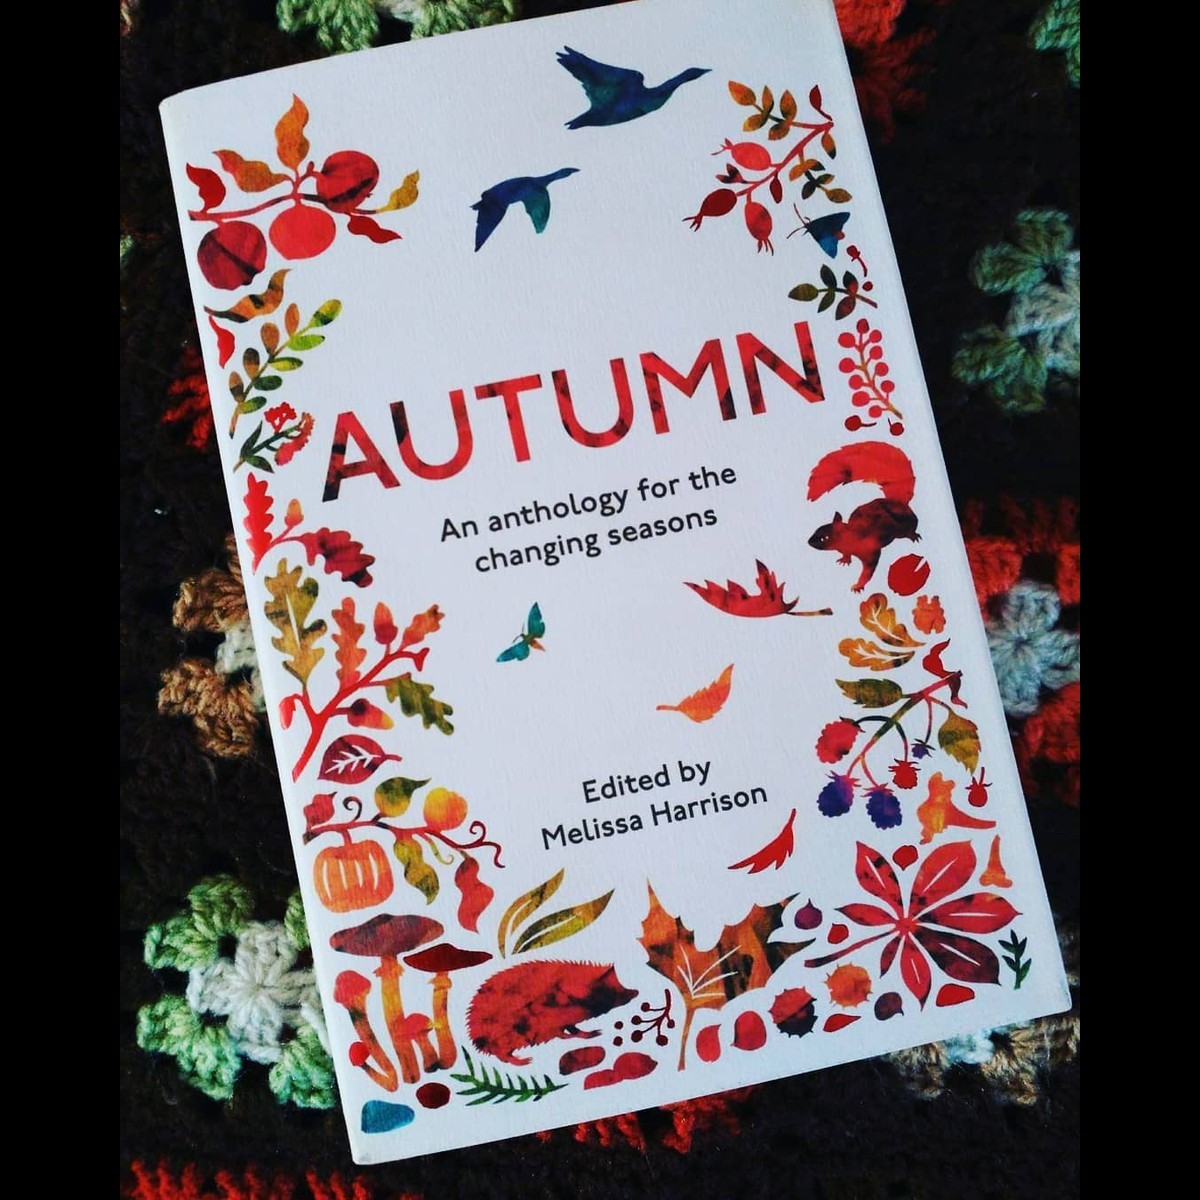 AUTUMN
An anthology for the
changing seasons
Edited by
Melissa Harrison